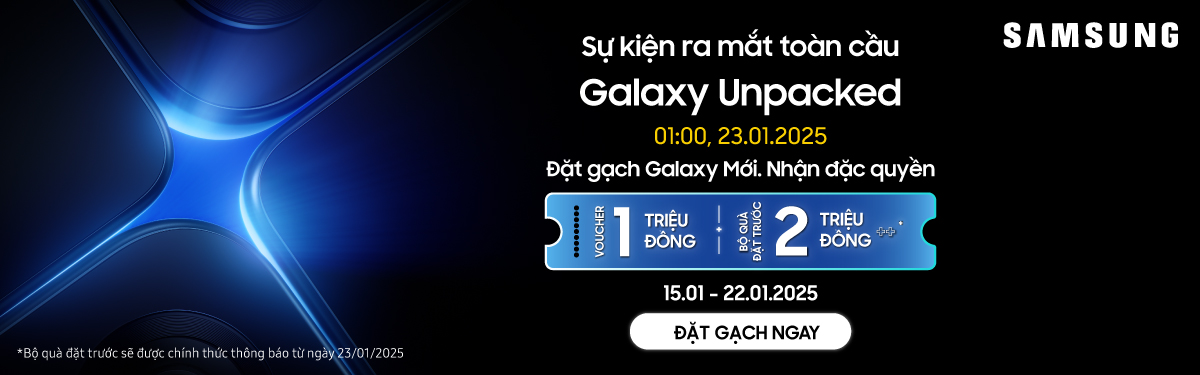 SAMSUNG
Sự kiện ra mắt toàn cầu
Galaxy Unpacked
01:00, 23.01.2025
Đặt gạch Galaxy Mới. Nhận đặc quyền
VOUCHER
1
TRIỆU
ĐỒNG
+
BỘ QUÀ
ĐẶT TRƯỚC
2
TRIỆU
ĐỒNG
++
15.01 - 22.01.2025
ĐẶT GẠCH NGAY
*Bộ quà đặt trước sẽ được chính thức thông báo từ ngày 23/01/2025